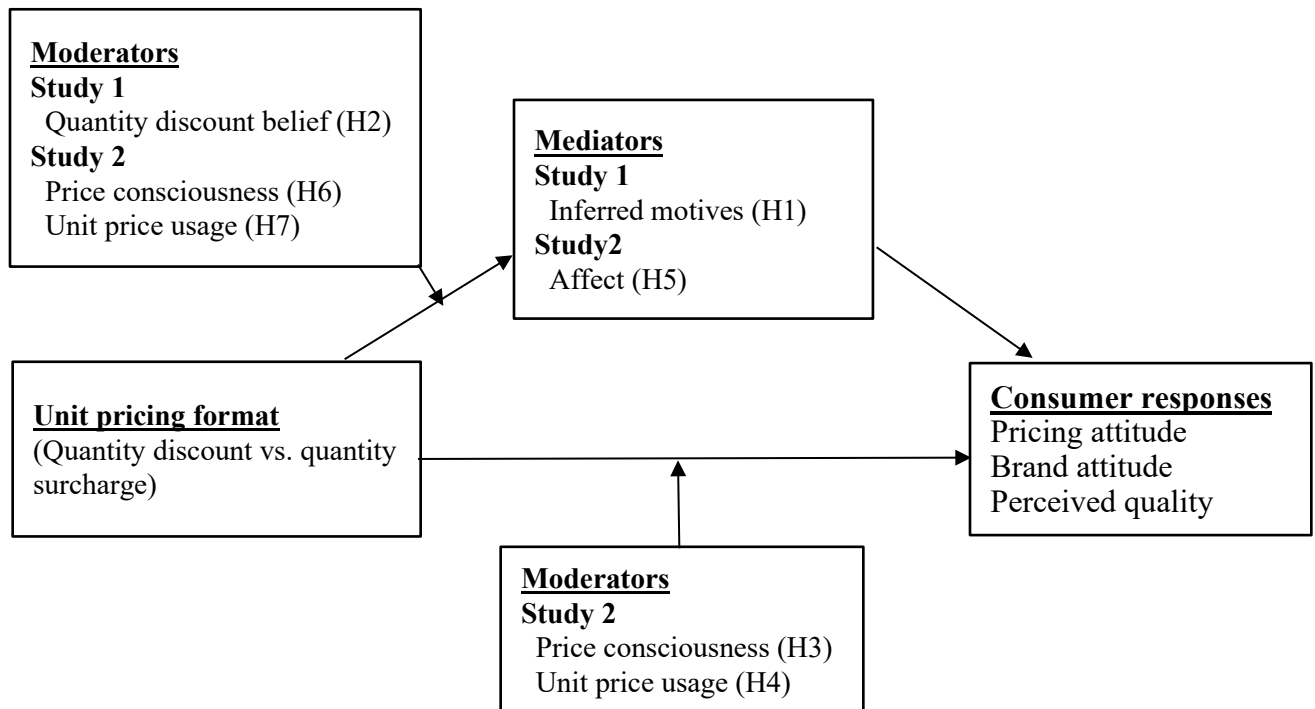 Moderators
Study 1
Quantity discount belief (H2)
Study 2
Price consciousness (H6)
Unit price usage (H7)
Mediators
Study 1
Inferred motives (H1)
Study2
Affect (H5)
Unit pricing format
(Quantity discount vs. quantity
surcharge)
Consumer responses
Pricing attitude
Brand attitude
Perceived quality
Moderators
Study 2
Price consciousness (H3)
Unit price usage (H4)